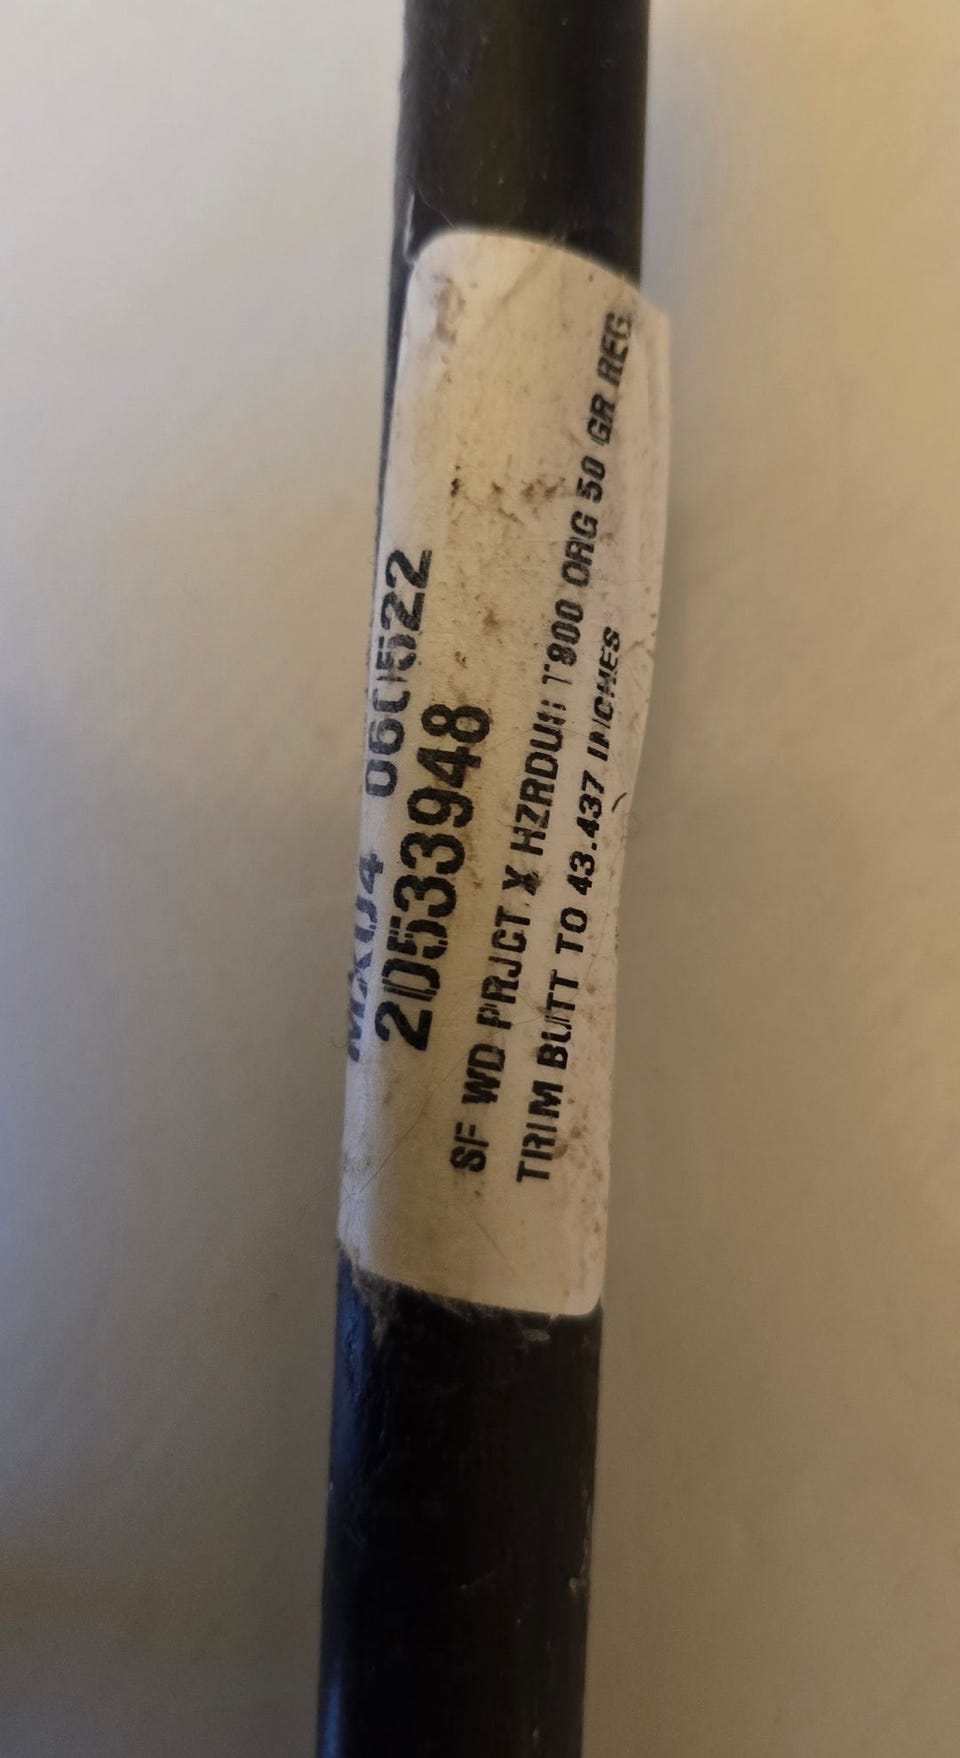 MX04 060522
20533948
SF WD PRJCT X HZRDUS T800 ORG 50 GR REG
TRIM BUTT TO 43.437 INCHES